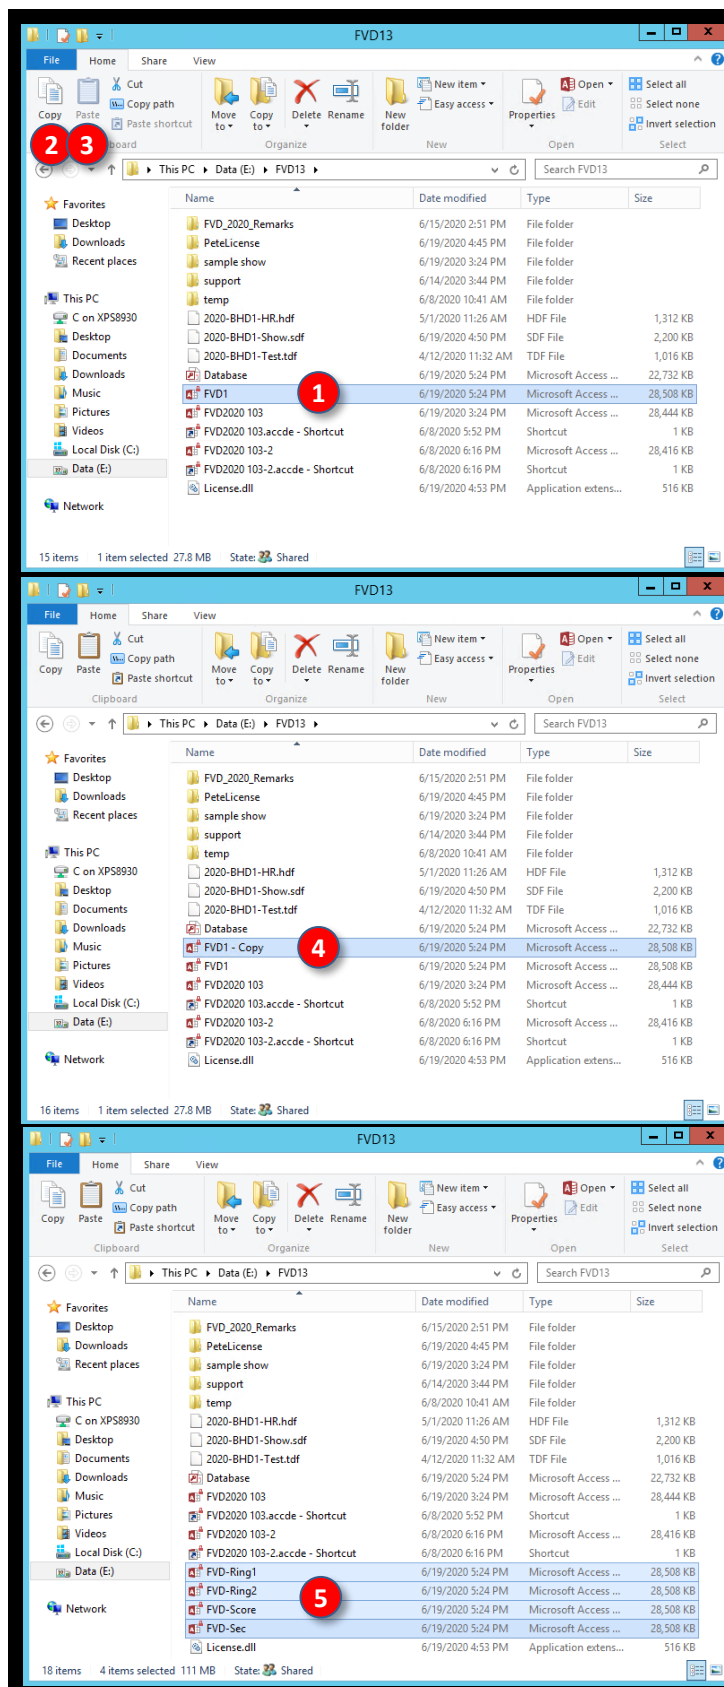 FVD13
File Home Share View
Copy Paste Cut Copy path Paste shortcut Move to Copy to Delete Rename New folder New item Easy access Properties Open Edit Select all Select none Invert selection
2 3 board Organize New Open Select
This PC Data (E:) FVD13 Search FVD13
Name Date modified Type Size
Favorites
Desktop FVD_2020_Remarks 6/15/2020 2:51 PM File folder
Downloads PeteLicense 6/19/2020 4:45 PM File folder
Recent places sample show 6/19/2020 3:24 PM File folder
support 6/14/2020 3:44 PM File folder
This PC temp 6/8/2020 10:41 AM File folder
C on XPS8930 2020-BHD1-HR.hdf 5/1/2020 11:26 AM HDF File 1,312 KB
Desktop 2020-BHD1-Show.sdf 6/19/2020 4:50 PM SDF File 2,200 KB
Documents 2020-BHD1-Test.tdf 4/12/2020 11:32 AM TDF File 1,016 KB
Downloads Database 6/19/2020 5:24 PM Microsoft Access ... 22,732 KB
Music FVD1 1 6/19/2020 5:24 PM Microsoft Access ... 28,508 KB
Pictures FVD2020 103 6/19/2020 3:24 PM Microsoft Access ... 28,444 KB
Videos FVD2020 103.accde - Shortcut 6/8/2020 5:52 PM Shortcut 1 KB
Local Disk (C:) FVD2020 103-2 6/8/2020 6:16 PM Microsoft Access ... 28,416 KB
Data (E:) FVD2020 103-2.accde - Shortcut 6/8/2020 6:16 PM Shortcut 1 KB
License.dll 6/19/2020 4:53 PM Application extens... 516 KB
Network
15 items 1 item selected 27.8 MB State: Shared
FVD13
File Home Share View
Copy Paste Cut Copy path Paste shortcut Move to Copy to Delete Rename New folder New item Easy access Properties Open Edit Select all Select none Invert selection
Clipboard Organize New Open Select
This PC Data (E:) FVD13 Search FVD13
Name Date modified Type Size
Favorites
Desktop FVD_2020_Remarks 6/15/2020 2:51 PM File folder
Downloads PeteLicense 6/19/2020 4:45 PM File folder
Recent places sample show 6/19/2020 3:24 PM File folder
support 6/14/2020 3:44 PM File folder
This PC temp 6/8/2020 10:41 AM File folder
C on XPS8930 2020-BHD1-HR.hdf 5/1/2020 11:26 AM HDF File 1,312 KB
Desktop 2020-BHD1-Show.sdf 6/19/2020 4:50 PM SDF File 2,200 KB
Documents 2020-BHD1-Test.tdf 4/12/2020 11:32 AM TDF File 1,016 KB
Downloads Database 6/19/2020 5:24 PM Microsoft Access ... 22,732 KB
Music FVD1 - Copy 4 6/19/2020 5:24 PM Microsoft Access ... 28,508 KB
Pictures FVD1 6/19/2020 5:24 PM Microsoft Access ... 28,508 KB
Videos FVD2020 103 6/19/2020 3:24 PM Microsoft Access ... 28,444 KB
Local Disk (C:) FVD2020 103.accde - Shortcut 6/8/2020 5:52 PM Shortcut 1 KB
Data (E:) FVD2020 103-2 6/8/2020 6:16 PM Microsoft Access ... 28,416 KB
FVD2020 103-2.accde - Shortcut 6/8/2020 6:16 PM Shortcut 1 KB
Network License.dll 6/19/2020 4:53 PM Application extens... 516 KB
16 items 1 item selected 27.8 MB State: Shared
FVD13
File Home Share View
Copy Paste Cut Copy path Paste shortcut Move to Copy to Delete Rename New folder New item Easy access Properties Open Edit Select all Select none Invert selection
Clipboard Organize New Open Select
This PC Data (E:) FVD13 Search FVD13
Name Date modified Type Size
Favorites
Desktop FVD_2020_Remarks 6/15/2020 2:51 PM File folder
Downloads PeteLicense 6/19/2020 4:45 PM File folder
Recent places sample show 6/19/2020 3:24 PM File folder
support 6/14/2020 3:44 PM File folder
This PC temp 6/8/2020 10:41 AM File folder
C on XPS8930 2020-BHD1-HR.hdf 5/1/2020 11:26 AM HDF File 1,312 KB
Desktop 2020-BHD1-Show.sdf 6/19/2020 4:50 PM SDF File 2,200 KB
Documents 2020-BHD1-Test.tdf 4/12/2020 11:32 AM TDF File 1,016 KB
Downloads Database 6/19/2020 5:24 PM Microsoft Access ... 22,732 KB
Music FVD2020 103 6/19/2020 3:24 PM Microsoft Access ... 28,444 KB
Pictures FVD2020 103.accde - Shortcut 6/8/2020 5:52 PM Shortcut 1 KB
Videos FVD2020 103-2 6/8/2020 6:16 PM Microsoft Access ... 28,416 KB
Local Disk (C:) FVD2020 103-2.accde - Shortcut 6/8/2020 6:16 PM Shortcut 1 KB
Data (E:) FVD-Ring1 6/19/2020 5:24 PM Microsoft Access ... 28,508 KB
FVD-Ring2 5 6/19/2020 5:24 PM Microsoft Access ... 28,508 KB
Network FVD-Score 6/19/2020 5:24 PM Microsoft Access ... 28,508 KB
FVD-Sec 6/19/2020 5:24 PM Microsoft Access ... 28,508 KB
License.dll 6/19/2020 4:53 PM Application extens... 516 KB
18 items 4 items selected 111 MB State: Shared